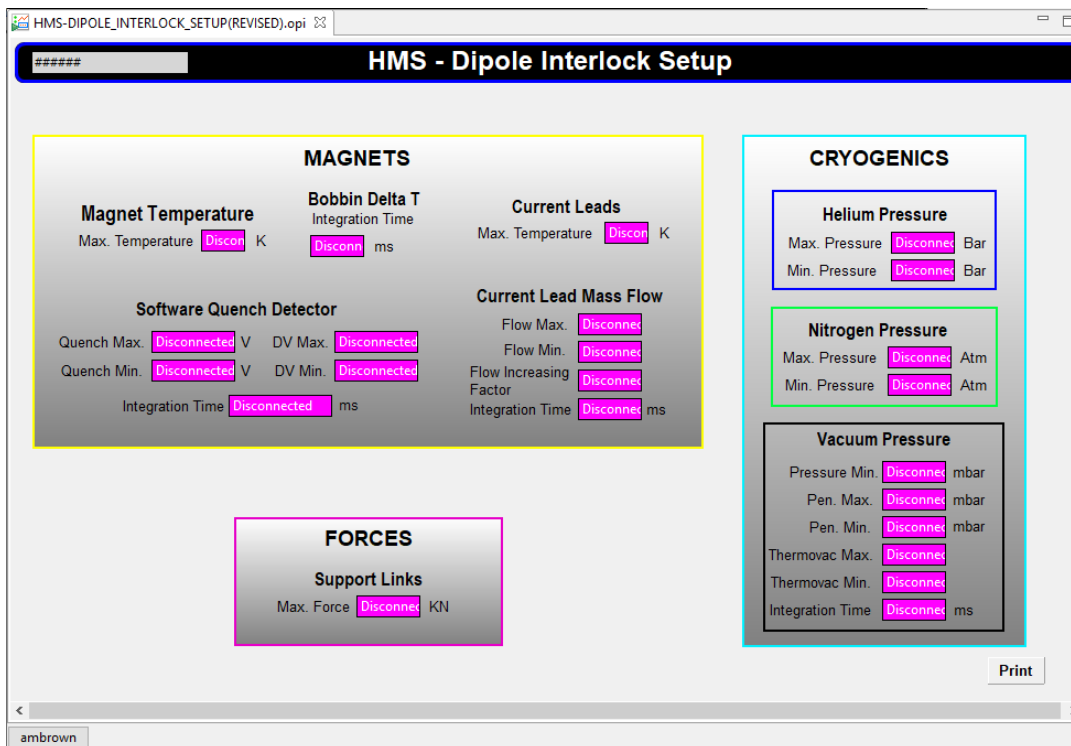 HMS-DIPOLE_INTERLOCK_SETUP(REVISED).opi
###### HMS - Dipole Interlock Setup
MAGNETS
Magnet Temperature
Max. Temperature Discon K
Bobbin Delta T
Integration Time
Disconn ms
Current Leads
Max. Temperature Discon K
Software Quench Detector
Quench Max. Disconnected V DV Max. Disconnected
Quench Min. Disconnected V DV Min. Disconnected
Integration Time Disconnected ms
Current Lead Mass Flow
Flow Max. Disconnec
Flow Min. Disconnec
Flow Increasing
Factor Disconnec
Integration Time Disconnec ms
FORCES
Support Links
Max. Force Disconnec KN
CRYOGENICS
Helium Pressure
Max. Pressure Disconnec Bar
Min. Pressure Disconnec Bar
Nitrogen Pressure
Max. Pressure Disconnec Atm
Min. Pressure Disconnec Atm
Vacuum Pressure
Pressure Min. Disconnec mbar
Pen. Max. Disconnec mbar
Pen. Min. Disconnec mbar
Thermovac Max. Disconnec
Thermovac Min. Disconnec
Integration Time Disconnec ms
Print
ambrown